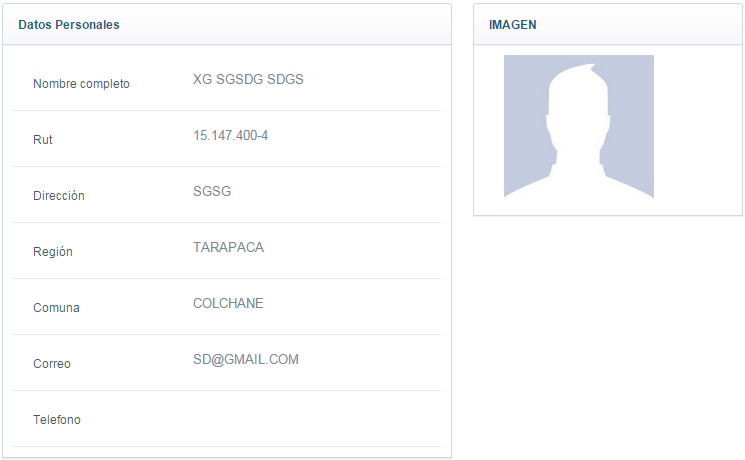 Datos Personales
Nombre completo XG SGSDG SDGS
Rut 15.147.400-4
Dirección SGSG
Región TARAPACA
Comuna COLCHANE
Correo SD@GMAIL.COM
Telefono
IMAGEN